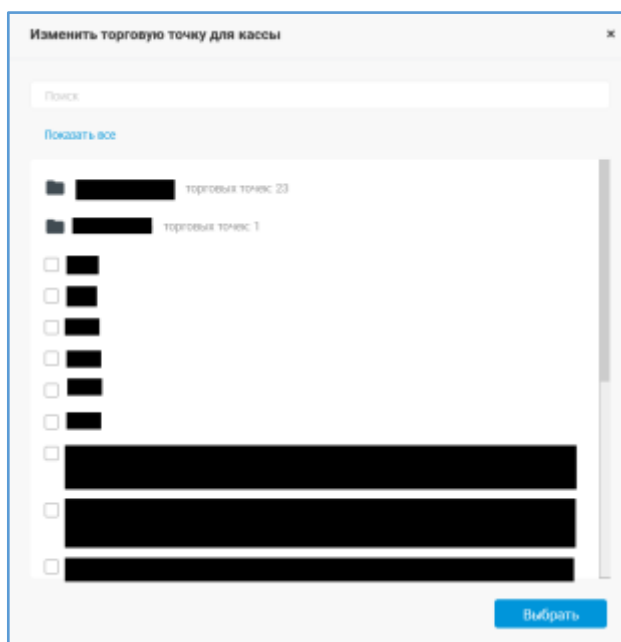 Изменить торговую точку для кассы ×
Поиск
Показать все
торговых точек: 23
торговых точек: 1
Выбрать